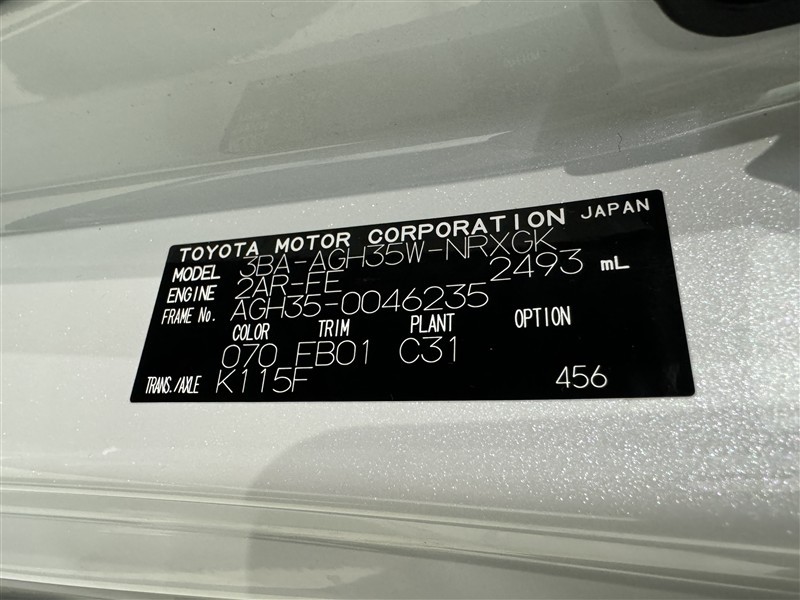 TOYOTA MOTOR CORPORATION JAPAN
MODEL 3BA-AGH35W-NRXGK
ENGINE 2AR-FE 2493 mL
FRAME No. AGH35-0046235
COLOR TRIM PLANT OPTION
070 FB01 C31
TRANS./AXLE K115F 456